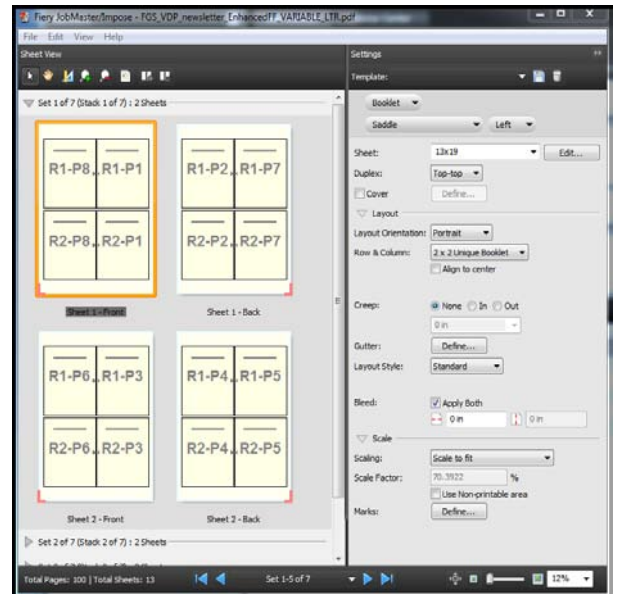 Fiery JobMaster/Impose - FGS_VDP_newsletter_EnhancedFF_VARIABLE_LTR.pdf
File Edit View Help
Sheet View
Set 1 of 7 (Stack 1 of 7) : 2 Sheets
R1-P8 R1-P1
R2-P8 R2-P1
Sheet 1 - Front
R1-P2 R1-P7
R2-P2 R2-P7
Sheet 1 - Back
R1-P6 R1-P3
R2-P6 R2-P3
Sheet 2 - Front
R1-P4 R1-P5
R2-P4 R2-P5
Sheet 2 - Back
Set 2 of 7 (Stack 2 of 7) : 2 Sheets
Settings
Template:
Booklet
Saddle Left
Sheet: 13x19 Edit...
Duplex: Top-top
Cover Define...
Layout
Layout Orientation: Portrait
Row & Column: 2 x 2 Unique Booklet
Align to center
Creep: None In Out
0 in
Gutter: Define...
Layout Style: Standard
Bleed: Apply Both
0 in 0 in
Scale
Scaling: Scale to fit
Scale Factor: 70.3922 %
Use Non-printable area
Marks: Define...
Total Pages: 100 | Total Sheets: 13 Set 1-5 of 7 12%